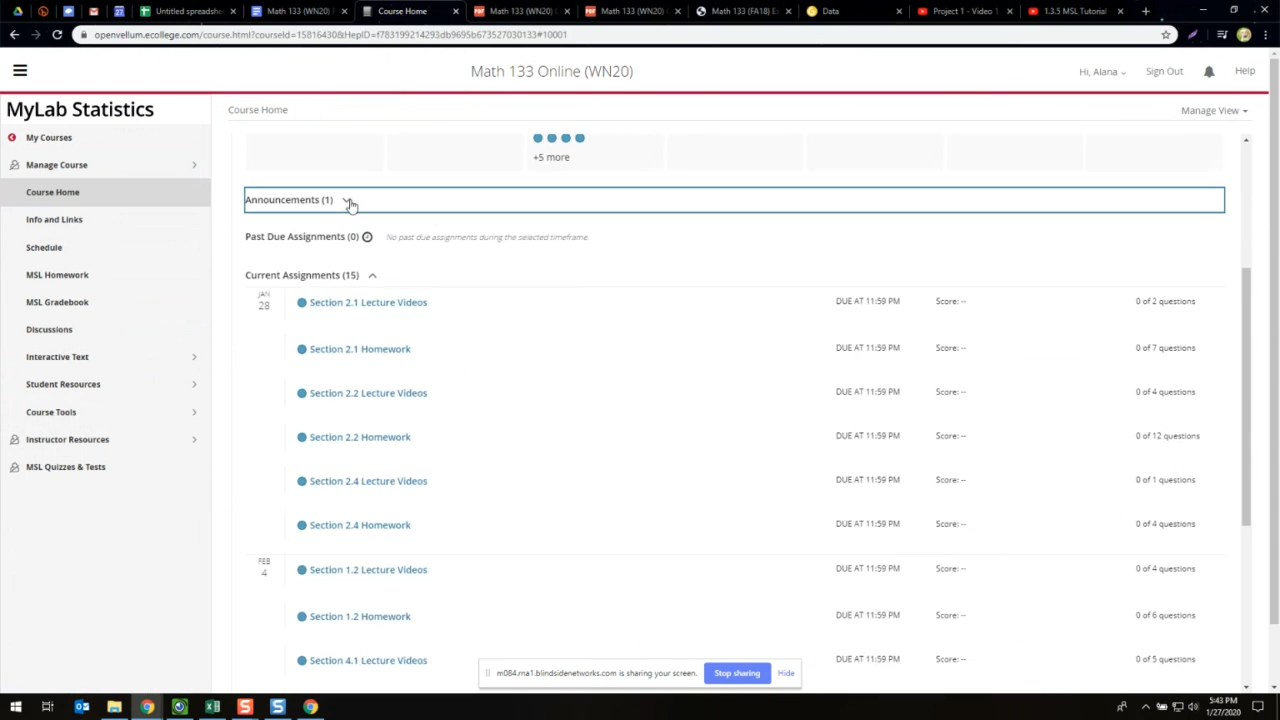 Untitled spreadsh
Math 133 (WN20)
Course Home
Math 133 (WN20)
Math 133 (WN20)
Math 133 (FA18)
Data
Project 1 - Video 1
1.3.5 MSL Tutorial
openvellum.ecollege.com/course.html?courseId=15816430&HepID=f783199214293db9695b673527030133#10001
Math 133 Online (WN20)
Hi, Alana
Sign Out
Help
MyLab Statistics
Course Home
Manage View
My Courses
Manage Course
Course Home
Info and Links
Schedule
MSL Homework
MSL Gradebook
Discussions
Interactive Text
Student Resources
Course Tools
Instructor Resources
MSL Quizzes & Tests
+5 more
Announcements (1)
Past Due Assignments (0) No past due assignments during the selected timeframe.
Current Assignments (15)
JAN
28
Section 2.1 Lecture Videos DUE AT 11:59 PM Score: -- 0 of 2 questions
Section 2.1 Homework DUE AT 11:59 PM Score: -- 0 of 7 questions
Section 2.2 Lecture Videos DUE AT 11:59 PM Score: -- 0 of 4 questions
Section 2.2 Homework DUE AT 11:59 PM Score: -- 0 of 12 questions
Section 2.4 Lecture Videos DUE AT 11:59 PM Score: -- 0 of 1 questions
Section 2.4 Homework DUE AT 11:59 PM Score: -- 0 of 4 questions
FEB
4
Section 1.2 Lecture Videos DUE AT 11:59 PM Score: -- 0 of 4 questions
Section 1.2 Homework DUE AT 11:59 PM Score: -- 0 of 6 questions
Section 4.1 Lecture Videos DUE AT 11:59 PM Score: -- 0 of 5 questions
m084.rna1.blindsidenetworks.com is sharing your screen. Stop sharing Hide
5:43 PM
1/27/2020